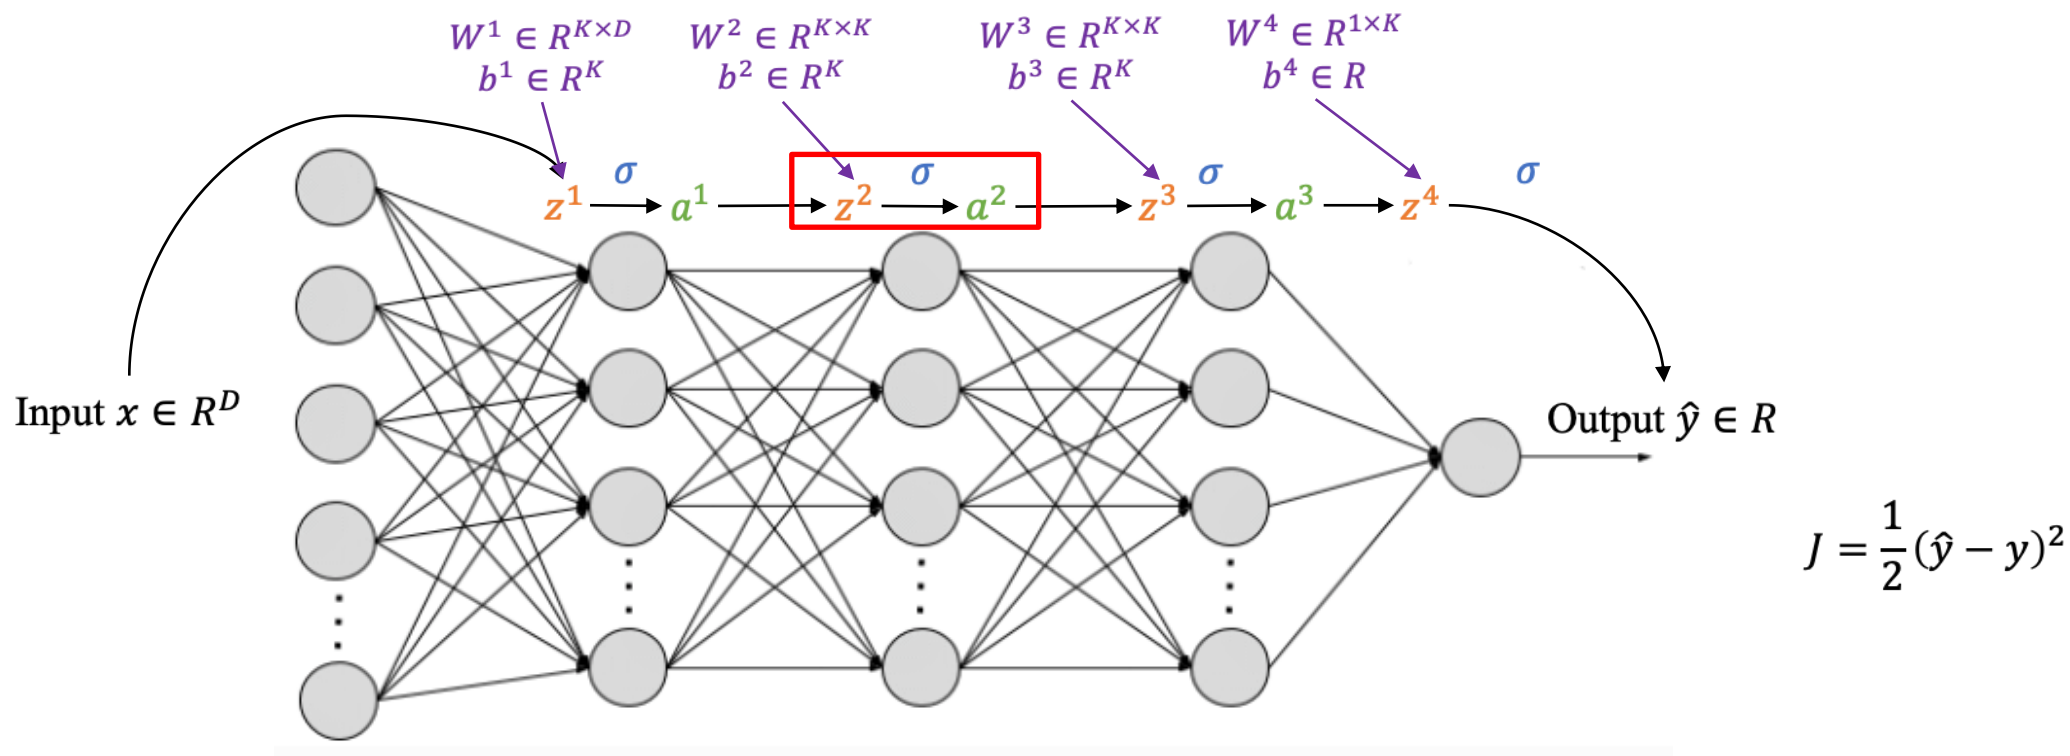 W¹ ∈ R^{K×D} W² ∈ R^{K×K} W³ ∈ R^{K×K} W⁴ ∈ R^{1×K}
b¹ ∈ R^K b² ∈ R^K b³ ∈ R^K b⁴ ∈ R
σ σ σ σ
z¹ a¹ z² a² z³ a³ z⁴
Input x ∈ R^D
Output ŷ ∈ R
J = \frac{1}{2}(ŷ − y)²